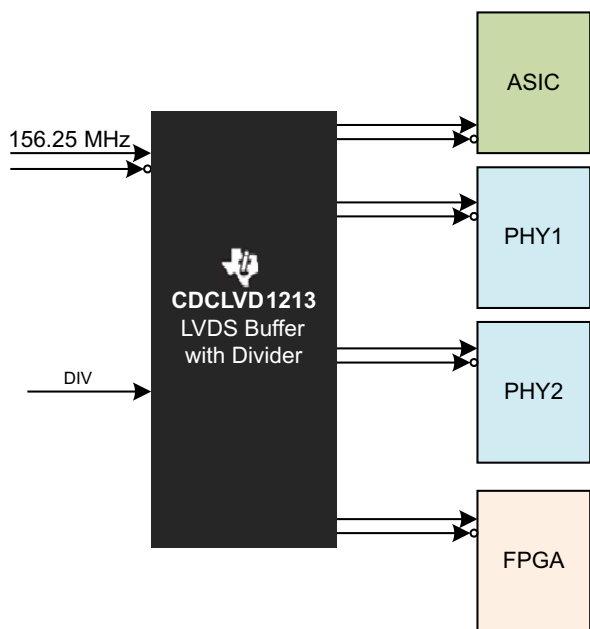 ASIC
156.25 MHz
PHY1
CDCLVD1213
LVDS Buffer
with Divider
DIV
PHY2
FPGA